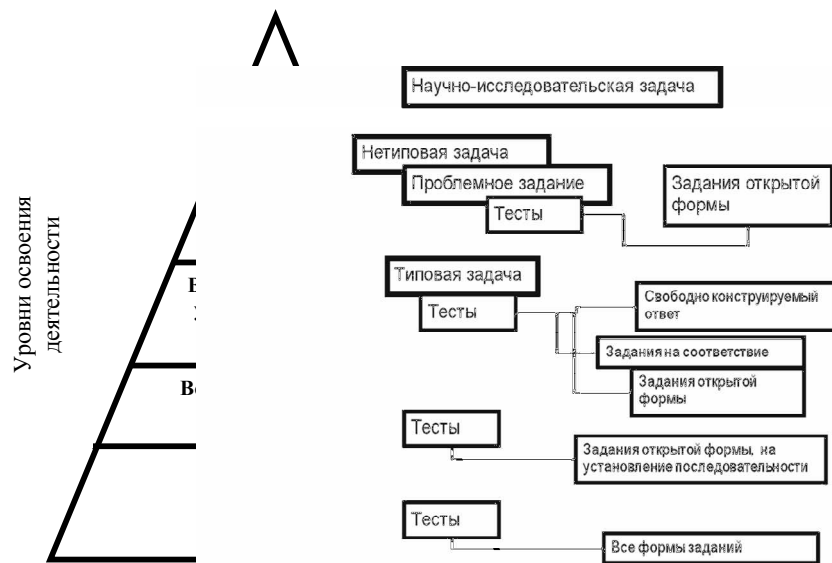 Научно-исследовательская задача
Нетиповая задача
Проблемное задание
Тесты
Задания открытой
формы
Уровни освоения
деятельности
Типовая задача
Тесты
Свободно конструируемый
ответ
Задания на соответствие
Задания открытой
формы
Тесты
Задания открытой формы, на
установление последовательности
Тесты
Все формы заданий